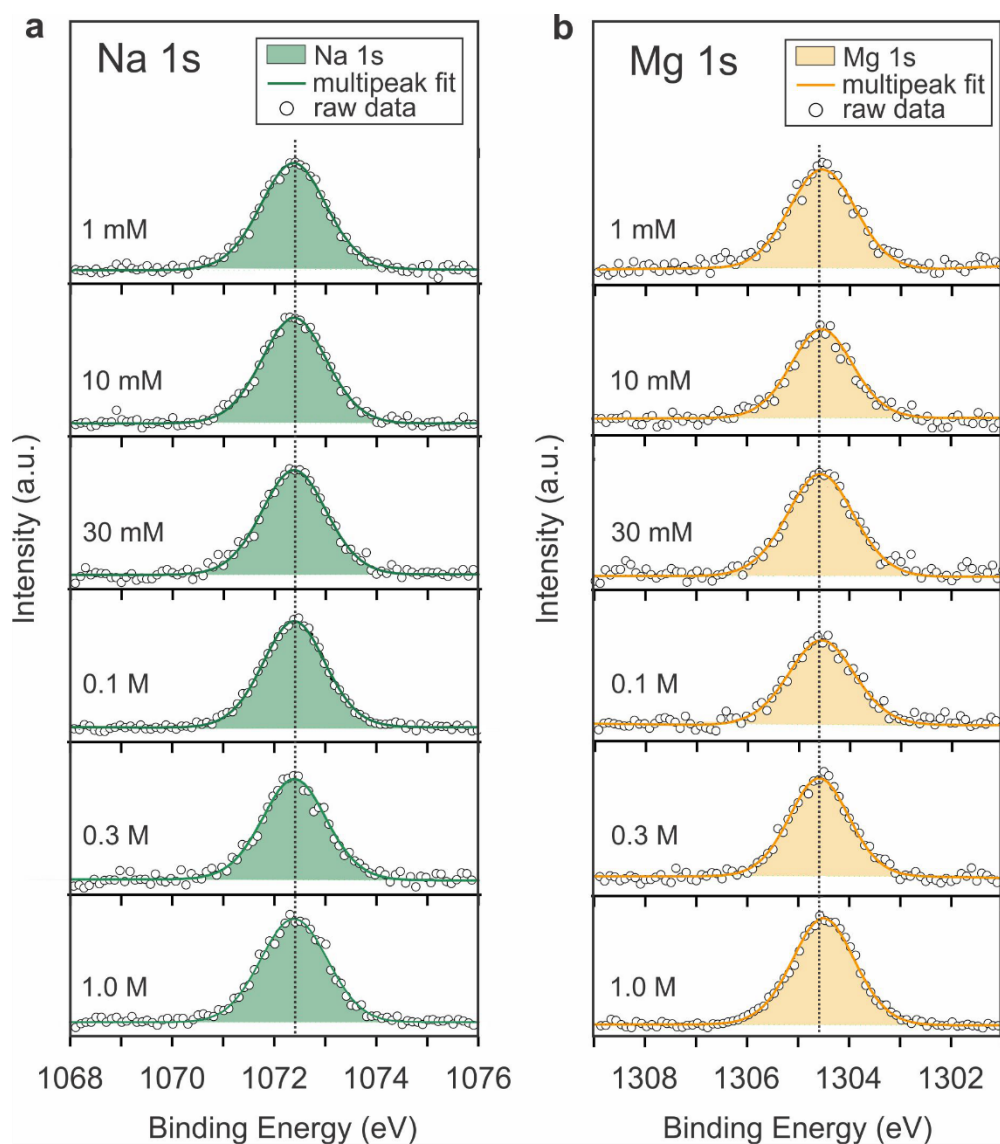 a
Na 1s
Na 1s
multipeak fit
raw data
1 mM
10 mM
30 mM
0.1 M
0.3 M
1.0 M
Intensity (a.u.)
1068 1070 1072 1074 1076
Binding Energy (eV)
b
Mg 1s
Mg 1s
multipeak fit
raw data
1 mM
10 mM
30 mM
0.1 M
0.3 M
1.0 M
Intensity (a.u.)
1308 1306 1304 1302
Binding Energy (eV)